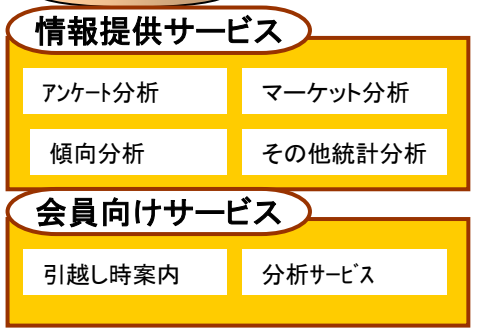 情報提供サービス
アンケート分析
マーケット分析
傾向分析
その他統計分析
会員向けサービス
引越し時案内
分析サービス